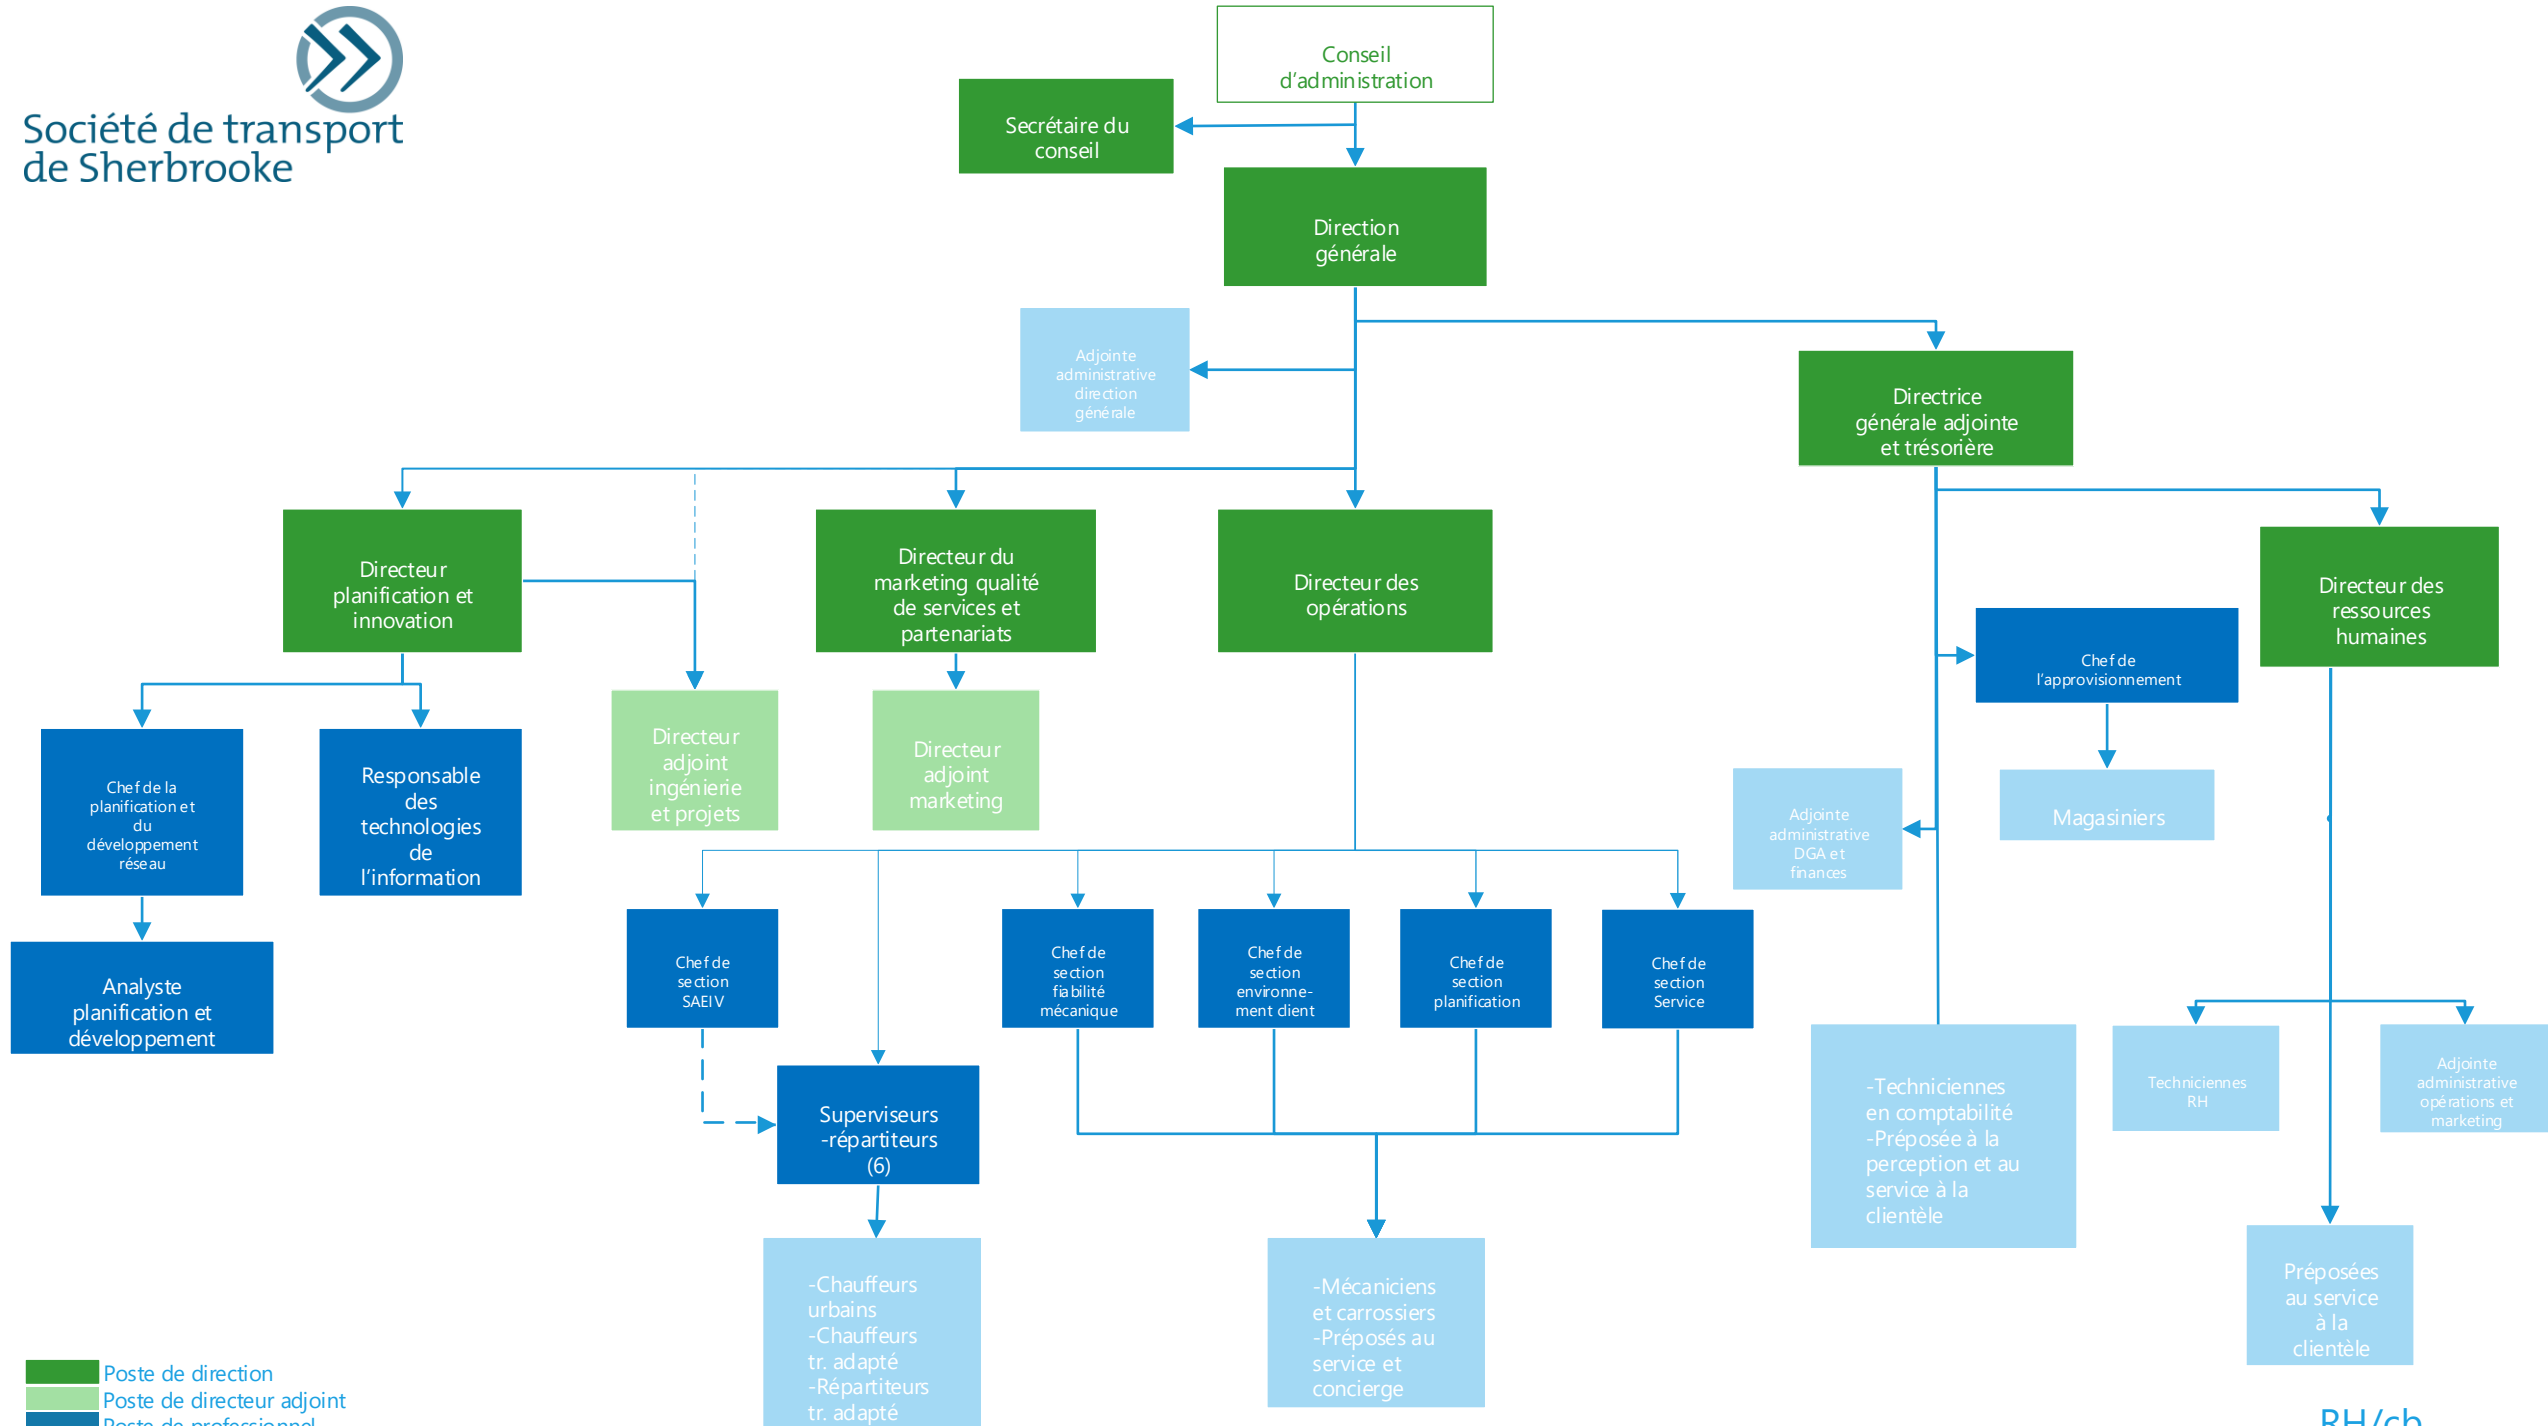 Société de transport
de Sherbrooke
Conseil
d'administration
Secrétaire du
conseil
Direction
générale
Adjointe
administrative
direction
générale
Directrice
générale adjointe
et trésorière
Directeur
planification et
innovation
Directeur du
marketing qualité
de services et
partenariats
Directeur des
opérations
Directeur des
ressources
humaines
Chef de
l'approvisionnement
Chef de la
planification et
du
développement
réseau
Responsable
des
technologies
de
l'information
Directeur
adjoint
ingénierie
et projets
Directeur
adjoint
marketing
Adjointe
administrative
DGA et
finances
Magasiniers
Analyste
planification et
développement
Chef de
section
SAEIV
Chef de
section
fiabilité
mécanique
Chef de
section
environne-
ment client
Chef de
section
planification
Chef de
section
Service
Superviseurs
-répartiteurs
(6)
-Techniciennes
en comptabilité
-Préposée à la
perception et au
service à la
clientèle
Techniciennes
RH
Adjointe
administrative
opérations et
marketing
-Chauffeurs
urbains
-Chauffeurs
tr. adapté
-Répartiteurs
tr. adapté
-Mécaniciens
et carrossiers
-Préposés au
service et
concierge
Préposées
au service
à la
clientèle
Poste de direction
Poste de directeur adjoint
Poste de professionnel
RH/cb